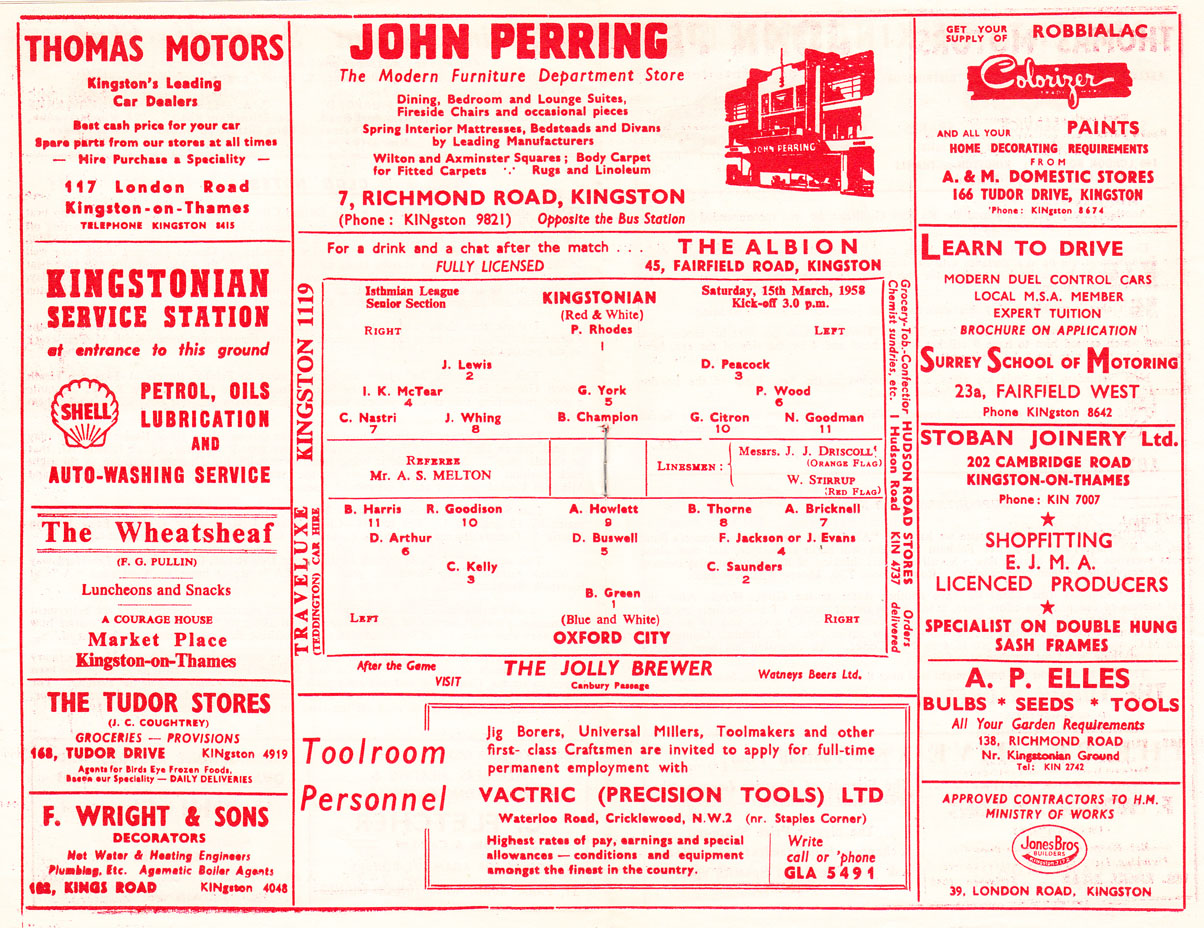 THOMAS MOTORS
Kingston's Leading
Car Dealers
Best cash price for your car
Spare parts from our stores at all times
— Hire Purchase a Speciality —
117 London Road
Kingston-on-Thames
TELEPHONE KINGSTON 8415
KINGSTONIAN
SERVICE STATION
at entrance to this ground
SHELL
PETROL, OILS
LUBRICATION
AND
AUTO-WASHING SERVICE
The Wheatsheaf
(F. G. PULLIN)
Luncheons and Snacks
A COURAGE HOUSE
Market Place
Kingston-on-Thames
THE TUDOR STORES
(J. C. COUGHTREY)
GROCERIES — PROVISIONS
168, TUDOR DRIVE KINgston 4919
Agents for Birds Eye Frozen Foods,
Bacon our Speciality — DAILY DELIVERIES
F. WRIGHT & SONS
DECORATORS
Hot Water & Heating Engineers
Plumbing, Etc. Agamatic Boiler Agents
KINGS ROAD KINgston 4048
JOHN PERRING
The Modern Furniture Department Store
Dining, Bedroom and Lounge Suites,
Fireside Chairs and occasional pieces
Spring Interior Mattresses, Bedsteads and Divans
by Leading Manufacturers
Wilton and Axminster Squares; Body Carpet
for Fitted Carpets ∵ Rugs and Linoleum
7, RICHMOND ROAD, KINGSTON
(Phone: KINgston 9821) Opposite the Bus Station
JOHN PERRING
For a drink and a chat after the match . . . THE ALBION
FULLY LICENSED 45, FAIRFIELD ROAD, KINGSTON
KINGSTON 1119
TRAVELUXE
(TEDDINGTON) CAR HIRE
Isthmian League KINGSTONIAN Saturday, 15th March, 1958
Senior Section (Red & White) Kick-off 3.0 p.m.
RIGHT P. Rhodes LEFT
1
J. Lewis D. Peacock
2 3
I. K. McTear G. York P. Wood
4 5 6
C. Nastri J. Whing B. Champion G. Citron N. Goodman
7 8 10 11
REFEREE
Mr. A. S. MELTON
LINESMEN: Messrs. J. J. DRISCOLL
(ORANGE FLAG)
W. STIRRUP
(RED FLAG)
B. Harris R. Goodison A. Howlett B. Thorne A. Bricknell
11 10 9 8 7
D. Arthur D. Buswell F. Jackson or J. Evans
6 5 4
C. Kelly C. Saunders
3 2
B. Green
1
LEFT (Blue and White) RIGHT
OXFORD CITY
Grocery-Tob.-Confectior HUDSON ROAD STORES Orders
Chemist sundries, etc. 1 Hudson Road KIN 4737 delivered
After the Game THE JOLLY BREWER Watneys Beers Ltd.
VISIT Canbury Passage
Toolroom
Personnel
Jig Borers, Universal Millers, Toolmakers and other
first- class Craftsmen are invited to apply for full-time
permanent employment with
VACTRIC (PRECISION TOOLS) LTD
Waterloo Road, Cricklewood, N.W.2 (nr. Staples Corner)
Highest rates of pay, earnings and special
allowances — conditions and equipment
amongst the finest in the country.
Write
call or 'phone
GLA 5491
GET YOUR
SUPPLY OF ROBBIALAC
Colorizer
AND ALL YOUR PAINTS
HOME DECORATING REQUIREMENTS
FROM
A. & M. DOMESTIC STORES
166 TUDOR DRIVE, KINGSTON
'Phone: KINgston 8674
LEARN TO DRIVE
MODERN DUEL CONTROL CARS
LOCAL M.S.A. MEMBER
EXPERT TUITION
BROCHURE ON APPLICATION
SURREY SCHOOL OF MOTORING
23a, FAIRFIELD WEST
Phone KINgston 8642
STOBAN JOINERY Ltd.
202 CAMBRIDGE ROAD
KINGSTON-ON-THAMES
Phone: KIN 7007
★
SHOPFITTING
E. J. M. A.
LICENCED PRODUCERS
★
SPECIALIST ON DOUBLE HUNG
SASH FRAMES
A. P. ELLES
BULBS * SEEDS * TOOLS
All Your Garden Requirements
138, RICHMOND ROAD
Nr. Kingstonian Ground
Tel: KIN 2742
APPROVED CONTRACTORS TO H.M.
MINISTRY OF WORKS
Jones Bros
BUILDERS
39, LONDON ROAD, KINGSTON